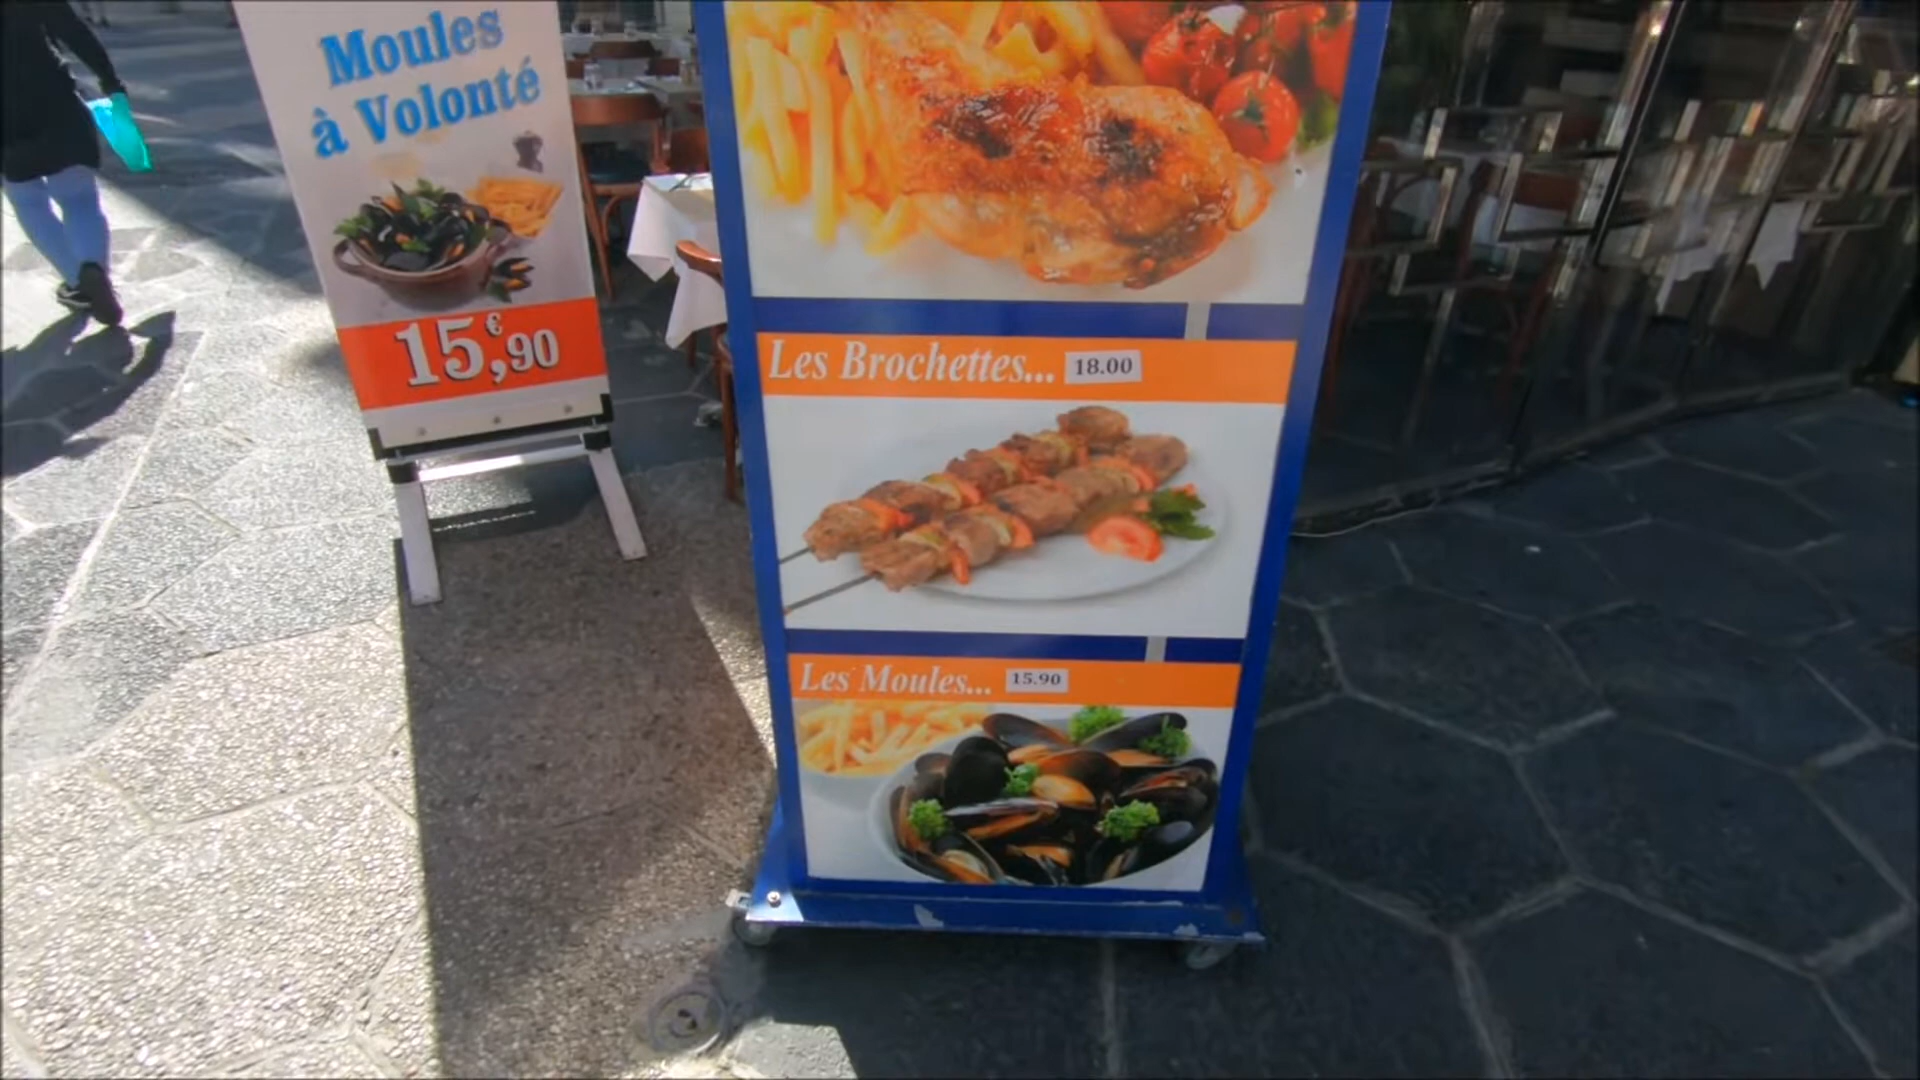 Moules
à Volonté
15,€90
Les Brochettes... 18.00
Les Moules... 15.90